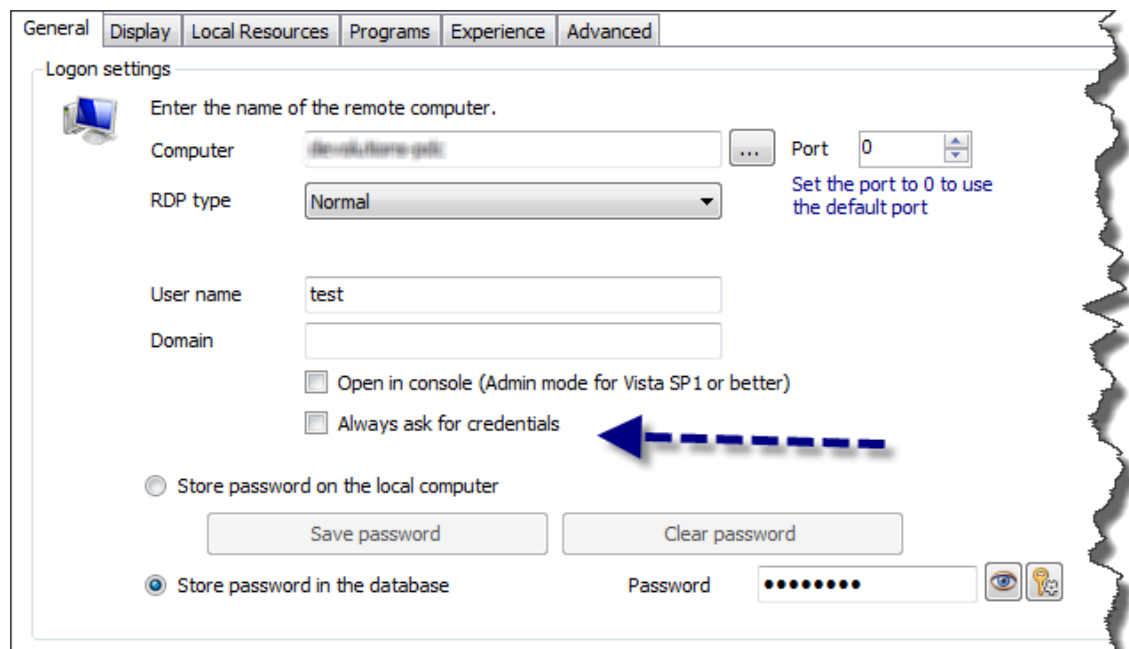 General Display Local Resources Programs Experience Advanced
Logon settings
Enter the name of the remote computer.
Computer ... Port 0
RDP type Normal Set the port to 0 to use
the default port
User name test
Domain
Open in console (Admin mode for Vista SP1 or better)
Always ask for credentials
Store password on the local computer
Save password Clear password
Store password in the database Password ••••••••